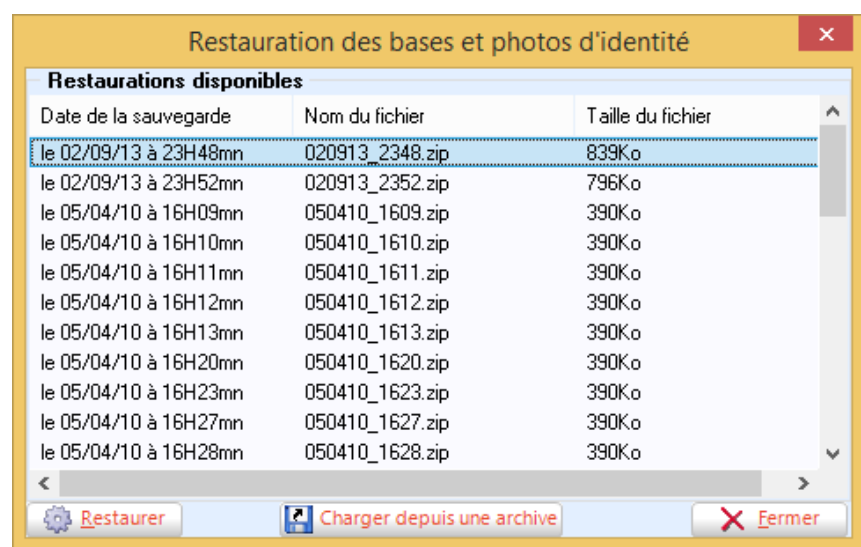 Restauration des bases et photos d'identité
Restaurations disponibles
Date de la sauvegarde Nom du fichier Taille du fichier
le 02/09/13 à 23H48mn 020913_2348.zip 839Ko
le 02/09/13 à 23H52mn 020913_2352.zip 796Ko
le 05/04/10 à 16H09mn 050410_1609.zip 390Ko
le 05/04/10 à 16H10mn 050410_1610.zip 390Ko
le 05/04/10 à 16H11mn 050410_1611.zip 390Ko
le 05/04/10 à 16H12mn 050410_1612.zip 390Ko
le 05/04/10 à 16H13mn 050410_1613.zip 390Ko
le 05/04/10 à 16H20mn 050410_1620.zip 390Ko
le 05/04/10 à 16H23mn 050410_1623.zip 390Ko
le 05/04/10 à 16H27mn 050410_1627.zip 390Ko
le 05/04/10 à 16H28mn 050410_1628.zip 390Ko
Restaurer Charger depuis une archive Fermer